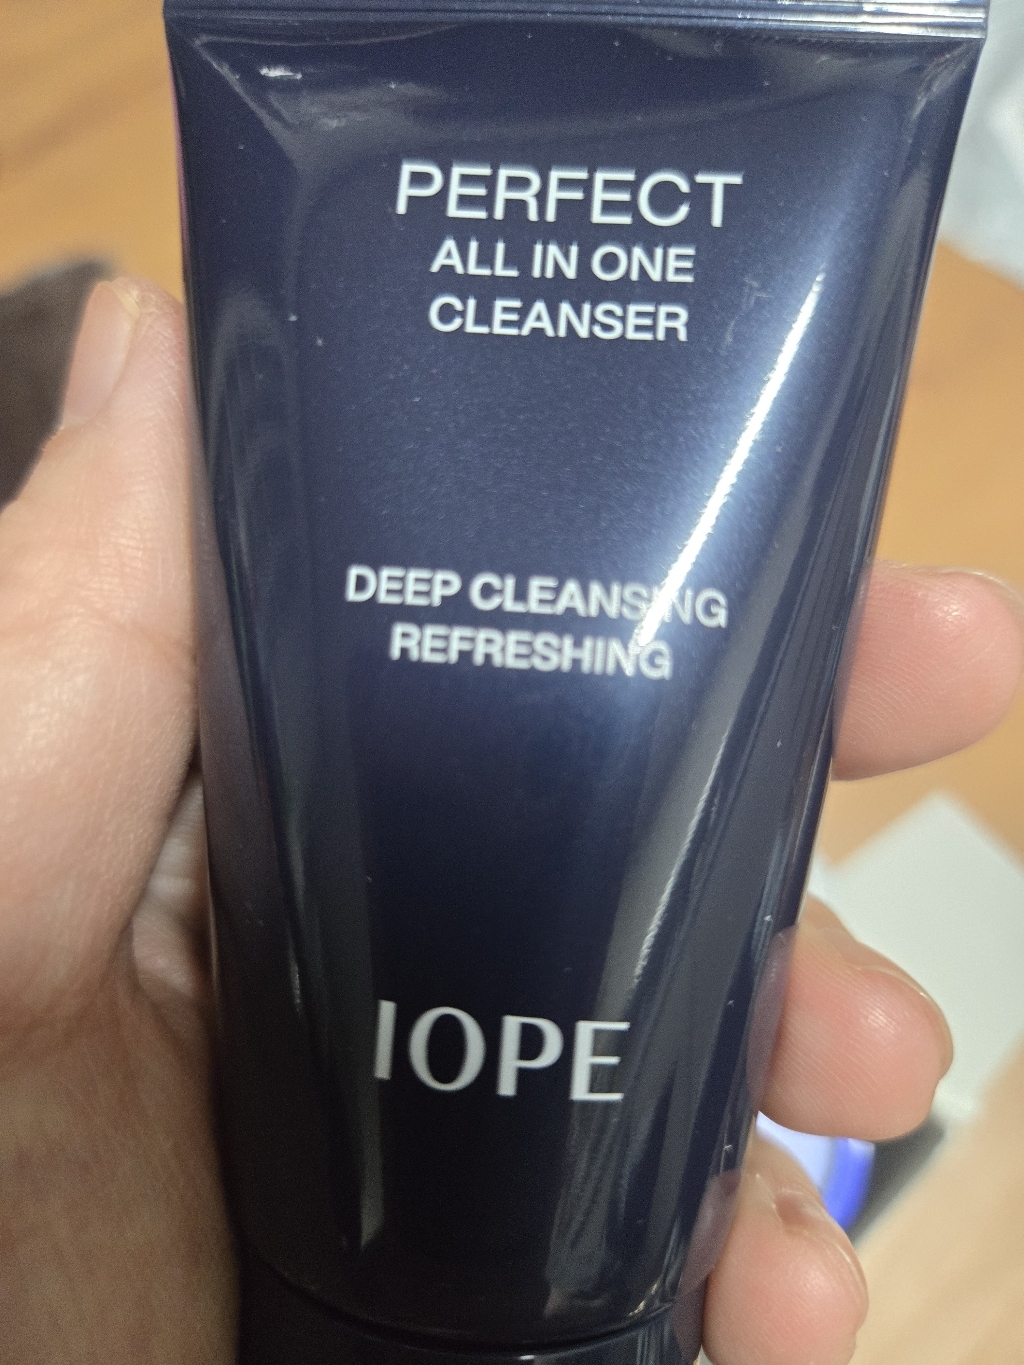 PERFECT
ALL IN ONE
CLEANSER
DEEP CLEANSING
REFRESHING
IOPE